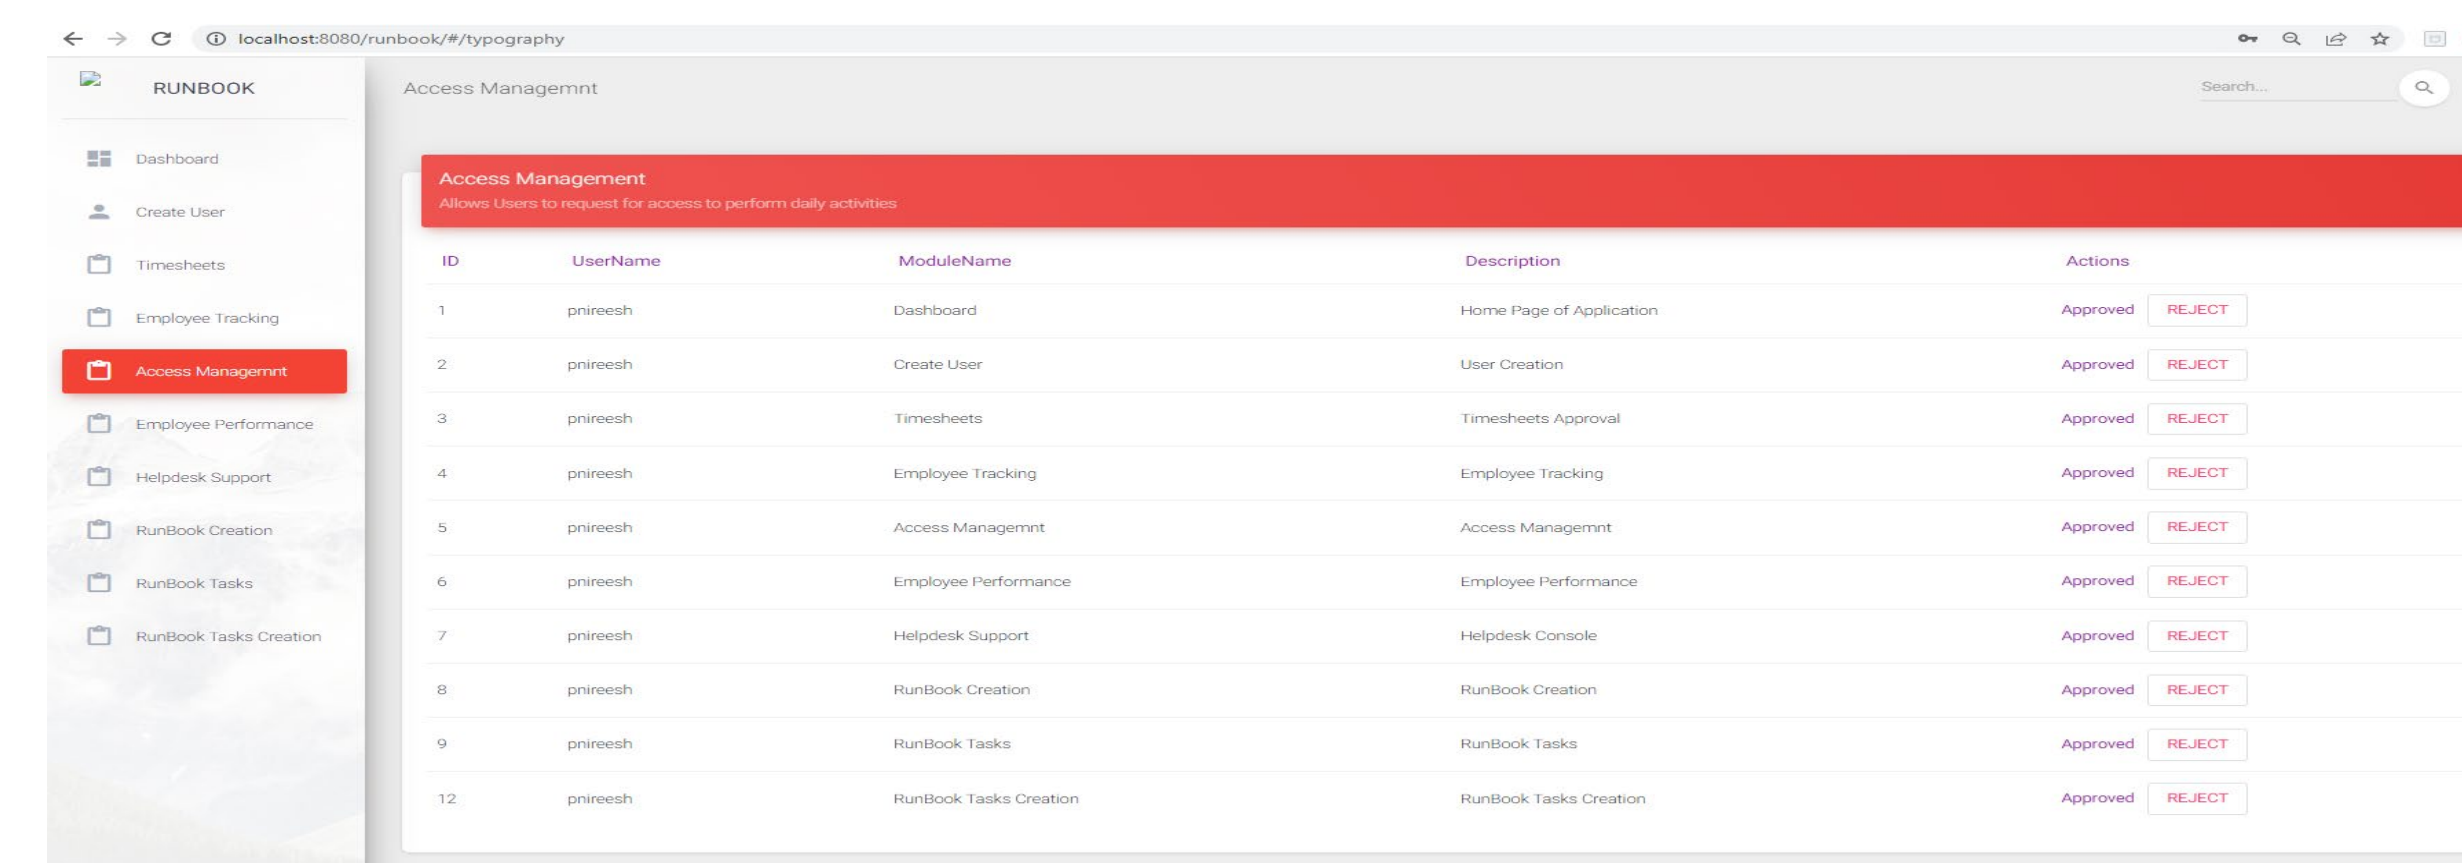 localhost:8080/runbook/#/typography
RUNBOOK
Access Managemnt
Search...
Dashboard
Create User
Timesheets
Employee Tracking
Access Managemnt
Employee Performance
Helpdesk Support
RunBook Creation
RunBook Tasks
RunBook Tasks Creation
Access Management
Allows Users to request for access to perform daily activities
ID UserName ModuleName Description Actions
1 pnireesh Dashboard Home Page of Application Approved REJECT
2 pnireesh Create User User Creation Approved REJECT
3 pnireesh Timesheets Timesheets Approval Approved REJECT
4 pnireesh Employee Tracking Employee Tracking Approved REJECT
5 pnireesh Access Managemnt Access Managemnt Approved REJECT
6 pnireesh Employee Performance Employee Performance Approved REJECT
7 pnireesh Helpdesk Support Helpdesk Console Approved REJECT
8 pnireesh RunBook Creation RunBook Creation Approved REJECT
9 pnireesh RunBook Tasks RunBook Tasks Approved REJECT
12 pnireesh RunBook Tasks Creation RunBook Tasks Creation Approved REJECT